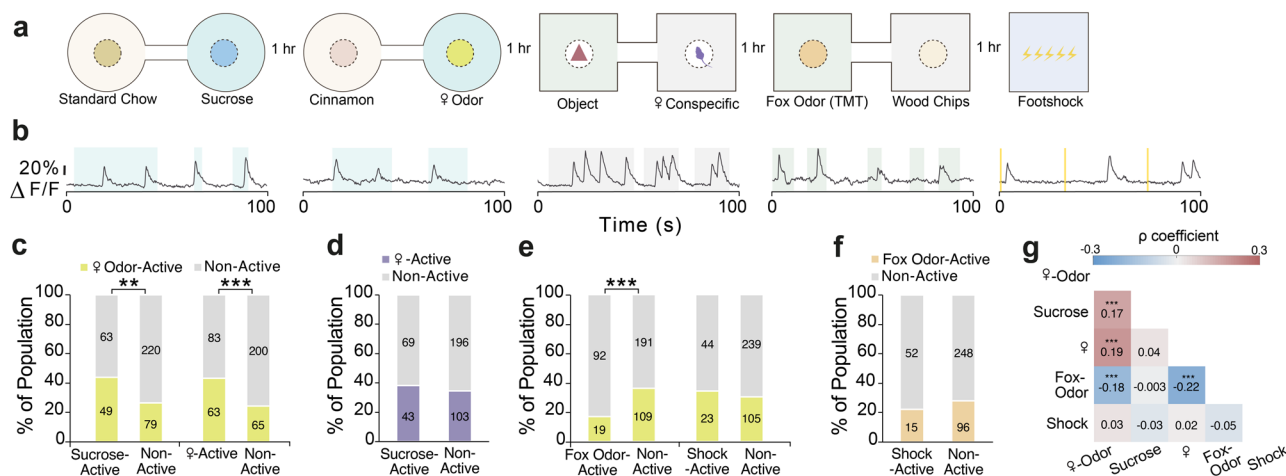 a
1 hr
1 hr
1 hr
1 hr
Standard Chow
Sucrose
Cinnamon
♀ Odor
Object
♀ Conspecific
Fox Odor (TMT)
Wood Chips
Footshock
b
20%
Δ F/F
0 100
0 100
0 100
0 100
0 100
Time (s)
c
♀ Odor-Active Non-Active
** ***
% of Population
100
80
60
40
20
0
63 220 83 200
49 79 63 65
Sucrose-Active
Non-Active
♀-Active
Non-Active
d
♀-Active
Non-Active
% of Population
100
80
60
40
20
0
69 196
43 103
Sucrose-Active
Non-Active
e
***
% of Population
100
80
60
40
20
0
92 191 44 239
19 109 23 105
Fox Odor-Active
Non-Active
Shock-Active
Non-Active
f
Fox Odor-Active
Non-Active
% of Population
100
80
60
40
20
0
52 248
15 96
Shock-Active
Non-Active
g
ρ coefficient
-0.3 0 0.3
♀-Odor
Sucrose
*** 0.17
♀
*** 0.19 0.04
Fox-Odor
*** -0.18 -0.003 *** -0.22
Shock
0.03 -0.03 0.02 -0.05
♀-Odor
Sucrose
♀
Fox-Odor
Shock